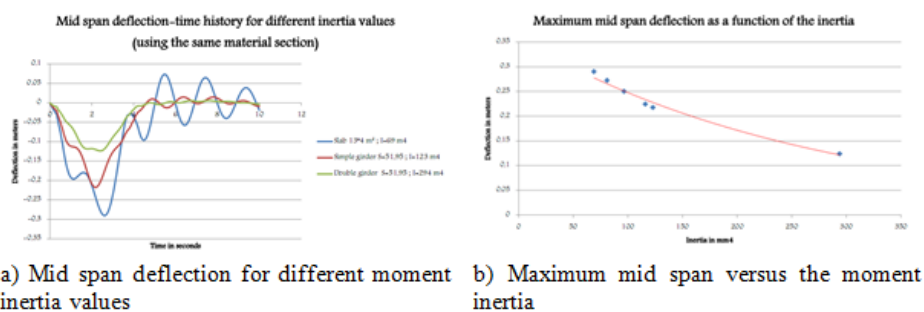 Mid span deflection-time history for different inertia values
(using the same material section)
0,1
0,05
0
-0,05
-0,1
-0,15
-0,2
-0,25
-0,3
-0,35
2
6
8
10
12
Deflection in meters
Time in seconds
Slab 13*4 m² ; I=69 m4
Simple girder S=51,95 ; I=123 m4
Double girder S=51,95 ; I=294 m4
Maximum mid span deflection as a function of the inertia
0,35
0,3
0,25
0,2
0,15
0,1
0,05
0
0
50
100
150
200
250
300
350
Deflection in meters
Inertia in mm4
a) Mid span deflection for different moment
inertia values
b) Maximum mid span versus the moment
inertia